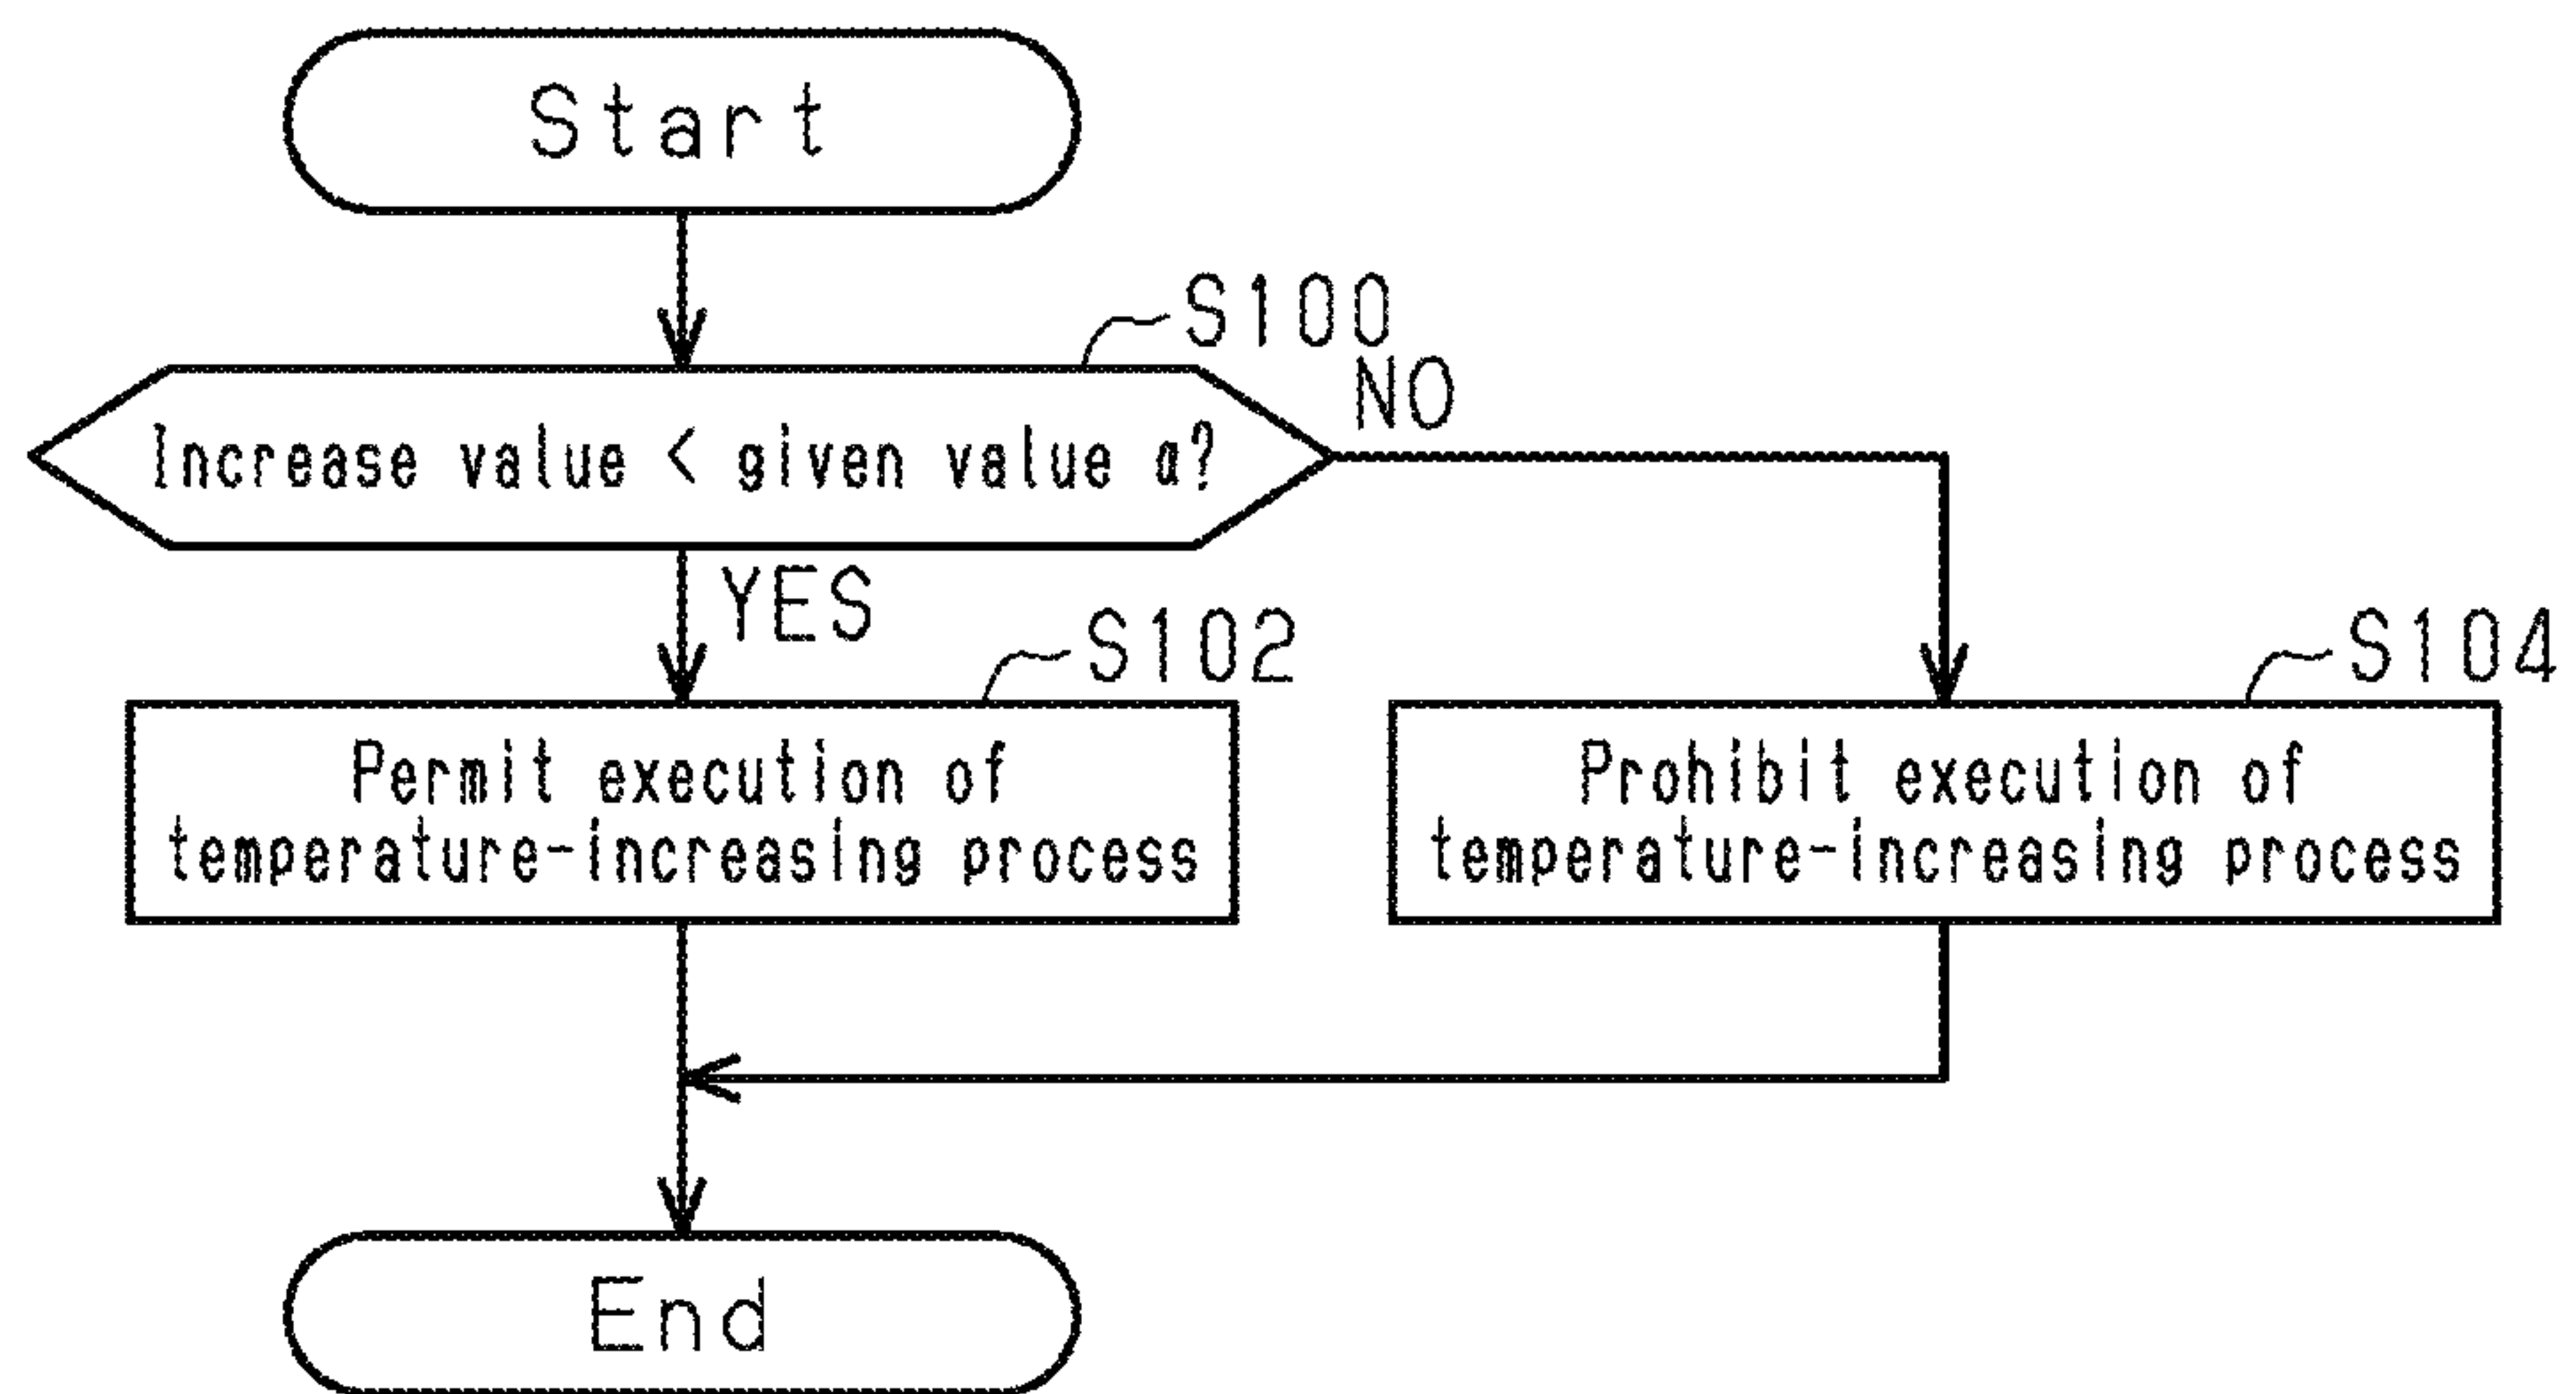 Start
S100
NO
Increase value < given value α?
YES
S102
S104
Permit execution of
temperature-increasing process
Prohibit execution of
temperature-increasing process
End